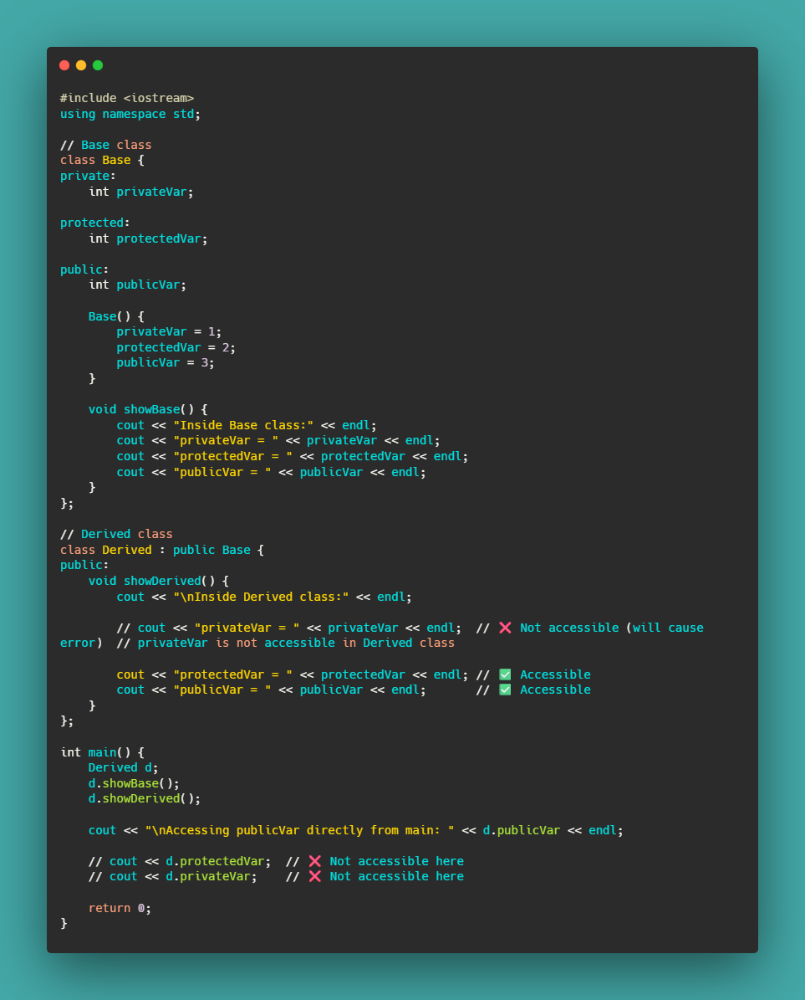 #include <iostream>
using namespace std;

// Base class
class Base {
private:
    int privateVar;

protected:
    int protectedVar;

public:
    int publicVar;

    Base() {
        privateVar = 1;
        protectedVar = 2;
        publicVar = 3;
    }

    void showBase() {
        cout << "Inside Base class:" << endl;
        cout << "privateVar = " << privateVar << endl;
        cout << "protectedVar = " << protectedVar << endl;
        cout << "publicVar = " << publicVar << endl;
    }
};

// Derived class
class Derived : public Base {
public:
    void showDerived() {
        cout << "\nInside Derived class:" << endl;

        // cout << "privateVar = " << privateVar << endl;  // ❌ Not accessible (will cause
error)  // privateVar is not accessible in Derived class

        cout << "protectedVar = " << protectedVar << endl; // ✅ Accessible
        cout << "publicVar = " << publicVar << endl;       // ✅ Accessible
    }
};

int main() {
    Derived d;
    d.showBase();
    d.showDerived();

    cout << "\nAccessing publicVar directly from main: " << d.publicVar << endl;

    // cout << d.protectedVar;  // ❌ Not accessible here
    // cout << d.privateVar;    // ❌ Not accessible here

    return 0;
}